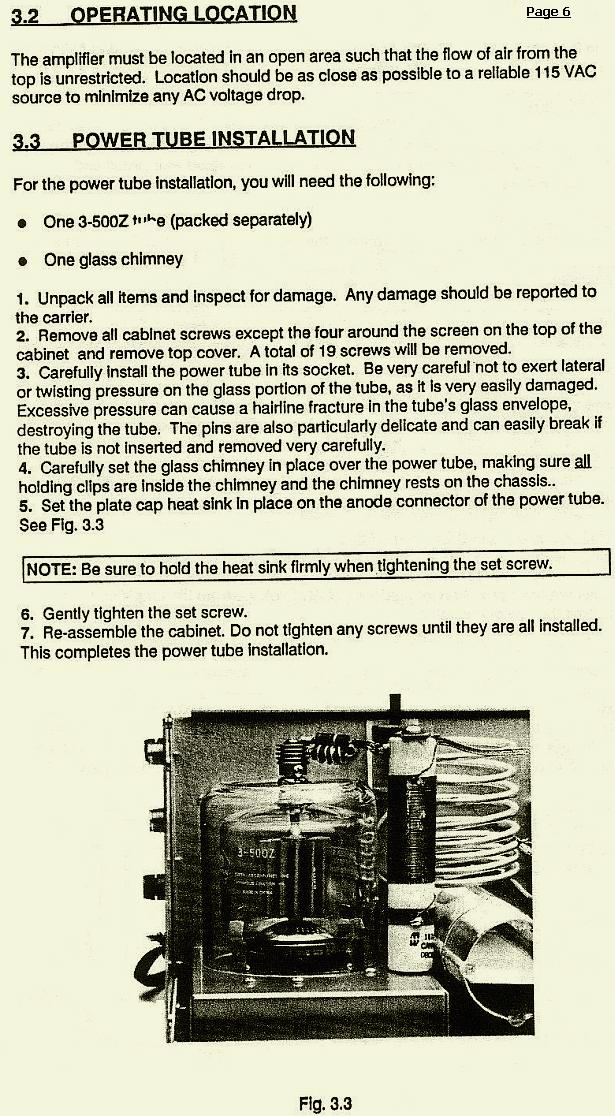 3.2 OPERATING LOCATION
Page 6
The amplifier must be located in an open area such that the flow of air from the
top is unrestricted. Location should be as close as possible to a reliable 115 VAC
source to minimize any AC voltage drop.
3.3 POWER TUBE INSTALLATION
For the power tube installation, you will need the following:
• One 3-500Z tube (packed separately)
• One glass chimney
1. Unpack all items and inspect for damage. Any damage should be reported to
the carrier.
2. Remove all cabinet screws except the four around the screen on the top of the
cabinet and remove top cover. A total of 19 screws will be removed.
3. Carefully install the power tube in its socket. Be very careful not to exert lateral
or twisting pressure on the glass portion of the tube, as it is very easily damaged.
Excessive pressure can cause a hairline fracture in the tube's glass envelope,
destroying the tube. The pins are also particularly delicate and can easily break if
the tube is not inserted and removed very carefully.
4. Carefully set the glass chimney in place over the power tube, making sure all
holding clips are inside the chimney and the chimney rests on the chassis..
5. Set the plate cap heat sink in place on the anode connector of the power tube.
See Fig. 3.3
NOTE: Be sure to hold the heat sink firmly when tightening the set screw.
6. Gently tighten the set screw.
7. Re-assemble the cabinet. Do not tighten any screws until they are all installed.
This completes the power tube installation.
3-500Z
Fig. 3.3